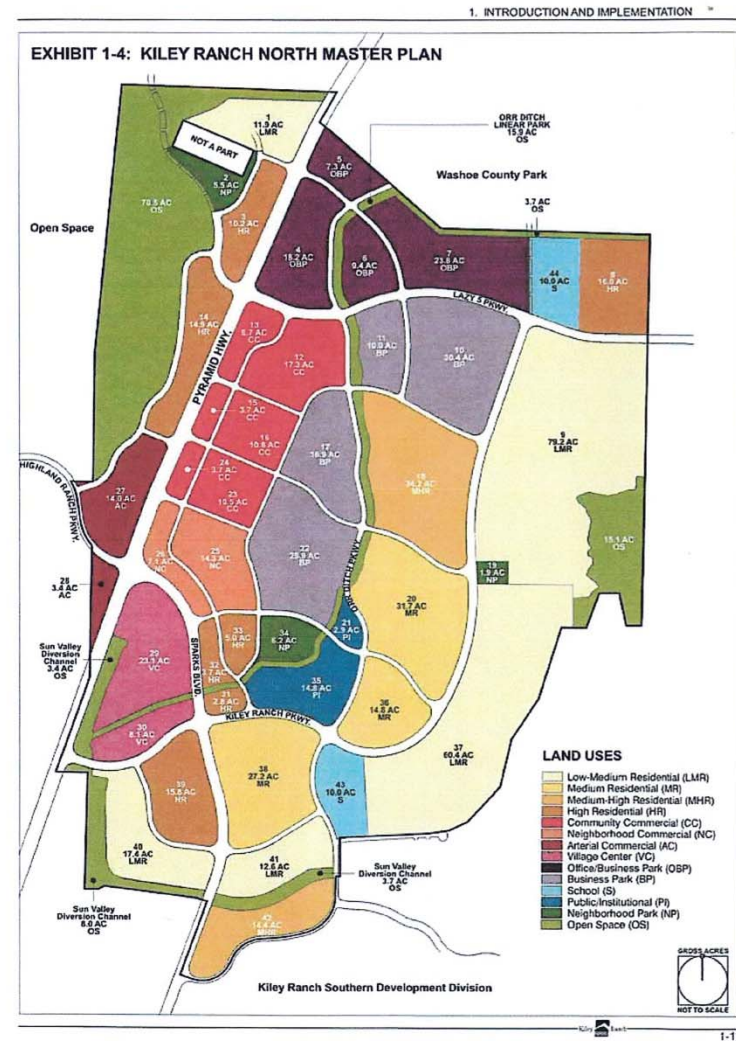 1. INTRODUCTION AND IMPLEMENTATION
EXHIBIT 1-4: KILEY RANCH NORTH MASTER PLAN
1
11.9 AC
LMR
ORR DITCH
LINEAR PARK
15.9 AC
OS
NOT A PART
5
7.3 AC
OBP
Washoe County Park
2
5.5 AC
NP
70.5 AC
OS
3.7 AC
OS
3
10.2 AC
HR
Open Space
4
18.2 AC
OBP
6
9.4 AC
OBP
7
23.8 AC
OBP
44
10.0 AC
S
8
16.0 AC
HR
LAZY 5 PKWY.
14
14.9 AC
HR
PYRAMID HWY.
13
AC
CC
12
17.3 AC
CC
11
10.0 AC
BP
10
30.4 AC
BP
15
3.7 AC
CC
16
10.8 AC
CC
17
16.9 AC
BP
9
79.2 AC
LMR
AC
MHR
24
3.7 AC
CC
23
AC
CC
HIGHLAND RANCH PKWY.
27
14.0 AC
AC
26
7.1 AC
NC
25
AC
NC
22
25.9 AC
BP
15.1 AC
OS
19
1.9 AC
NP
28
3.4 AC
AC
ORR DITCH PKWY.
20
31.7 AC
MR
21
2.9 AC
PI
33
5.0 AC
HR
34
6.2 AC
NP
Sun Valley
Diversion
Channel
3.4 AC
OS
29
AC
VC
SPARKS BLVD.
32
3.7 AC
HR
31
2.8 AC
HR
35
14.8 AC
PI
36
14.8 AC
MR
KILEY RANCH PKWY.
30
8.1 AC
VC
37
60.4 AC
LMR
38
27.2 AC
MR
39
15.8 AC
HR
43
10.0 AC
S
40
17.4 AC
LMR
41
12.6 AC
LMR
Sun Valley
Diversion Channel
3.7 AC
OS
Sun Valley
Diversion Channel
8.0 AC
OS
AC
MHR
LAND USES
Low-Medium Residential (LMR)
Medium Residential (MR)
Medium-High Residential (MHR)
High Residential (HR)
Community Commercial (CC)
Neighborhood Commercial (NC)
Arterial Commercial (AC)
Village Center (VC)
Office/Business Park (OBP)
Business Park (BP)
School (S)
Public/Institutional (PI)
Neighborhood Park (NP)
Open Space (OS)
GROSS ACRES
NOT TO SCALE
Kiley Ranch Southern Development Division
Kiley Ranch
1-1